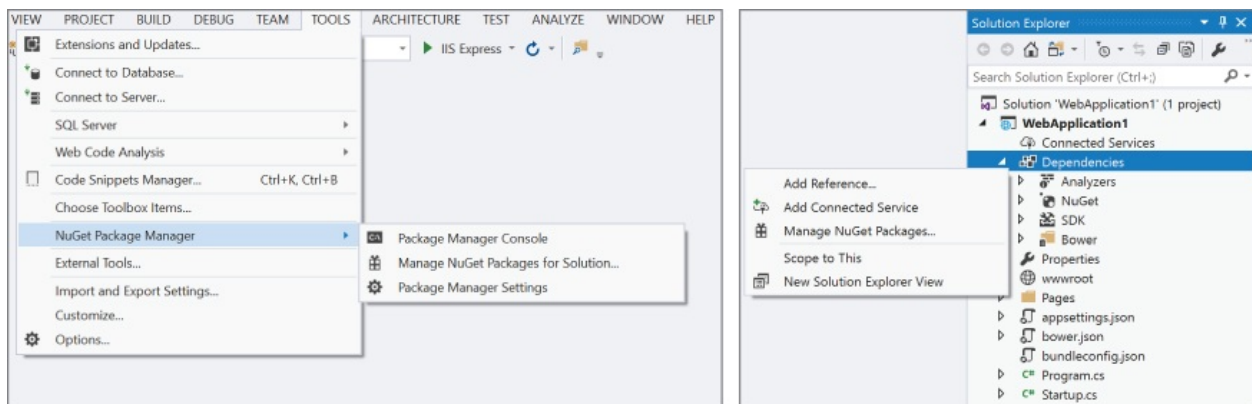 VIEW PROJECT BUILD DEBUG TEAM TOOLS ARCHITECTURE TEST ANALYZE WINDOW HELP
IIS Express
Extensions and Updates...
Connect to Database...
Connect to Server...
SQL Server
Web Code Analysis
Code Snippets Manager... Ctrl+K, Ctrl+B
Choose Toolbox Items...
NuGet Package Manager
External Tools...
Import and Export Settings...
Customize...
Options...
Package Manager Console
Manage NuGet Packages for Solution...
Package Manager Settings
Solution Explorer
Search Solution Explorer (Ctrl+;)
Solution 'WebApplication1' (1 project)
WebApplication1
Connected Services
Dependencies
Analyzers
NuGet
SDK
Bower
Properties
wwwroot
Pages
appsettings.json
bower.json
bundleconfig.json
C# Program.cs
C# Startup.cs
Add Reference...
Add Connected Service
Manage NuGet Packages...
Scope to This
New Solution Explorer View